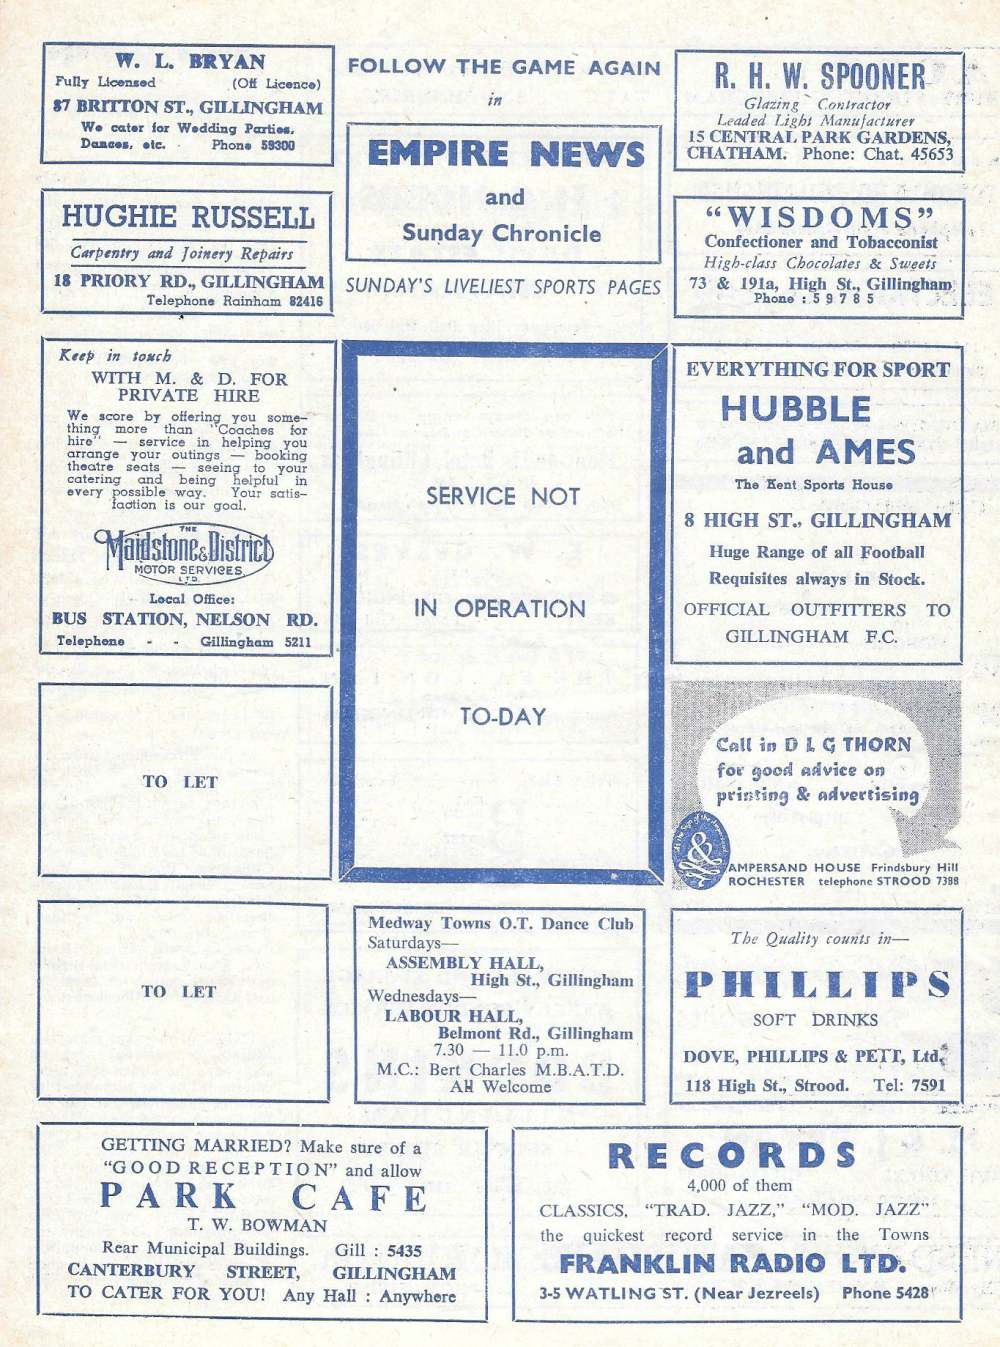 W. L. BRYAN
Fully Licensed (Off Licence)
87 BRITTON ST., GILLINGHAM
We cater for Wedding Parties,
Dances, etc. Phone 59300
FOLLOW THE GAME AGAIN
in
EMPIRE NEWS
and
Sunday Chronicle
SUNDAY'S LIVELIEST SPORTS PAGES
R. H. W. SPOONER
Glazing Contractor
Leaded Light Manufacturer
15 CENTRAL PARK GARDENS,
CHATHAM. Phone: Chat. 45653
HUGHIE RUSSELL
Carpentry and Joinery Repairs
18 PRIORY RD., GILLINGHAM
Telephone Rainham 82416
"WISDOMS"
Confectioner and Tobacconist
High-class Chocolates & Sweets
73 & 191a, High St., Gillingham
Phone : 59785
Keep in touch
WITH M. & D. FOR
PRIVATE HIRE
We score by offering you some-
thing more than "Coaches for
hire" — service in helping you
arrange your outings — booking
theatre seats — seeing to your
catering and being helpful in
every possible way. Your satis-
faction is our goal.
THE
Maidstone & District
MOTOR SERVICES
LTD.
Local Office:
BUS STATION, NELSON RD.
Telephone - - Gillingham 5211
SERVICE NOT
IN OPERATION
TO-DAY
EVERYTHING FOR SPORT
HUBBLE
and AMES
The Kent Sports House
8 HIGH ST., GILLINGHAM
Huge Range of all Football
Requisites always in Stock.
OFFICIAL OUTFITTERS TO
GILLINGHAM F.C.
TO LET
Call in D L G THORN
for good advice on
printing & advertising
At the Sign of the Ampersand
&
AMPERSAND HOUSE Frindsbury Hill
ROCHESTER telephone STROOD 7388
TO LET
Medway Towns O.T. Dance Club
Saturdays—
ASSEMBLY HALL,
High St., Gillingham
Wednesdays—
LABOUR HALL,
Belmont Rd., Gillingham
7.30 — 11.0 p.m.
M.C.: Bert Charles M.B.A.T.D.
All Welcome
The Quality counts in—
PHILLIPS
SOFT DRINKS
DOVE, PHILLIPS & PETT, Ltd.
118 High St., Strood. Tel: 7591
GETTING MARRIED? Make sure of a
"GOOD RECEPTION" and allow
PARK CAFE
T. W. BOWMAN
Rear Municipal Buildings. Gill : 5435
CANTERBURY STREET, GILLINGHAM
TO CATER FOR YOU! Any Hall : Anywhere
RECORDS
4,000 of them
CLASSICS, "TRAD. JAZZ," "MOD. JAZZ"
the quickest record service in the Towns
FRANKLIN RADIO LTD.
3-5 WATLING ST. (Near Jezreels) Phone 5428